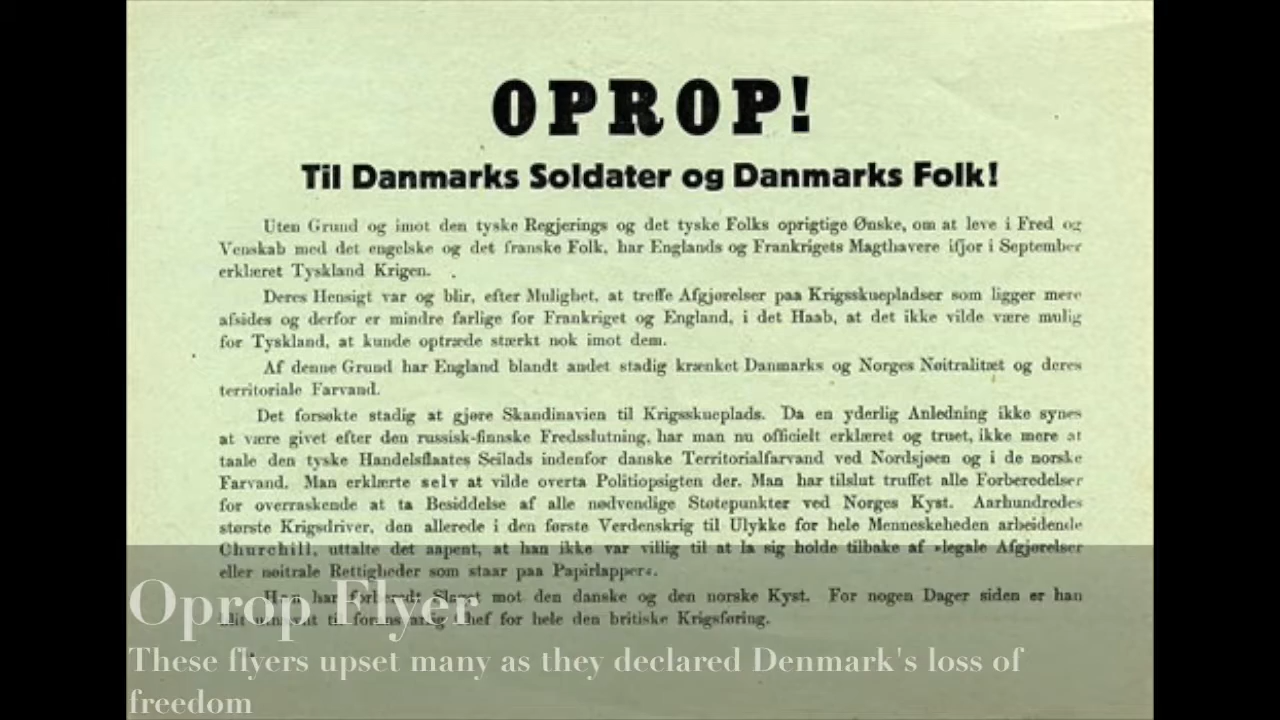 OPROP!
Til Danmarks Soldater og Danmarks Folk!
Uten Grund og imot den tyske Regjerings og det tyske Folks oprigtige Ønske, om at leve i Fred og
Venskab med det engelske og det franske Folk, har Englands og Frankrigets Magthavere ifjor i September
erklæret Tyskland Krigen.
Deres Hensigt var og blir, efter Mulighet, at treffe Afgjørelser paa Krigsskuepladser som ligger mere
afsides og derfor er mindre farlige for Frankriget og England, i det Haab, at det ikke vilde være mulig
for Tyskland, at kunde optræde stærkt nok imot dem.
Af denne Grund har England blandt andet stadig krænket Danmarks og Norges Nøitralitæt og deres
territoriale Farvand.
Det forsøkte stadig at gjøre Skandinavien til Krigsskueplads. Da en yderlig Anledning ikke synes
at være givet efter den russisk-finnske Fredsslutning, har man nu officielt erklæret og truet, ikke mere at
taale den tyske Handelsflaates Seilads indenfor danske Territorialfarvand ved Nordsjøen og i de norske
Farvand. Man erklærte selv at vilde overta Politiopsigten der. Man har tilslut truffet alle Forberedelser
for overraskende at ta Besiddelse af alle nødvendige Støtepunkter ved Norges Kyst. Aarhundredes
største Krigsdriver, den allerede i den første Verdenskrig til Ulykke for hele Menneskeheden arbeidende
Churchill, uttalte det aapent, at han ikke var villig til at la sig holde tilbake af »legale Afgjørelser
eller nøitrale Rettigheder som staar paa Papirlapper«.
Han har forberedt Slaget mot den danske og den norske Kyst. For nogen Dager siden er han
blit utnævnt til foransvarlig Chef for hele den britiske Krigsføring.
Oprop Flyer
These flyers upset many as they declared Denmark's loss of
freedom